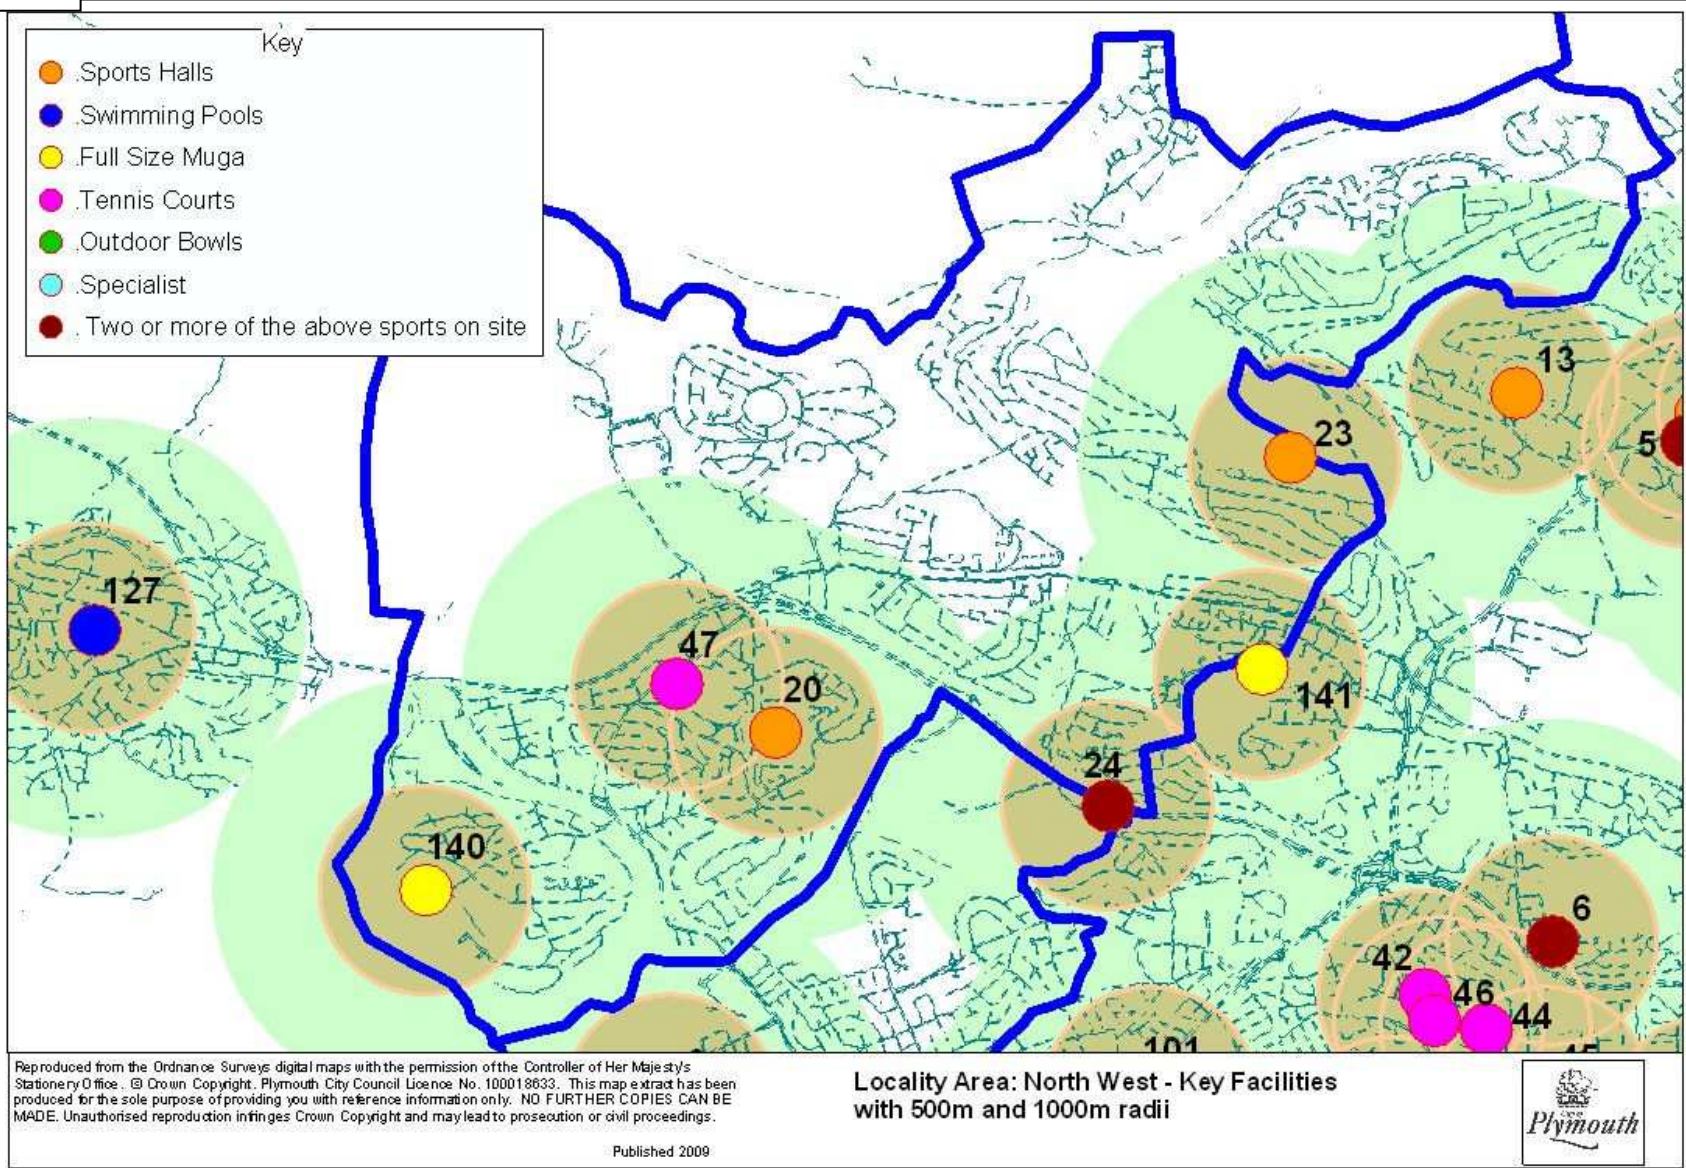 Key
.Sports Halls
.Swimming Pools
.Full Size Muga
.Tennis Courts
.Outdoor Bowls
.Specialist
. Two or more of the above sports on site
13
23
5
127
47
20
141
24
140
6
42
46
44
101
Reproduced from the Ordnance Surveys digital maps with the permission of the Controller of Her Majesty's
Stationery Office. © Crown Copyright. Plymouth City Council Licence No. 100018633. This map extract has been
produced for the sole purpose of providing you with reference information only. NO FURTHER COPIES CAN BE
MADE. Unauthorised reproduction infringes Crown Copyright and may lead to prosecution or civil proceedings.
Published 2009
Locality Area: North West - Key Facilities
with 500m and 1000m radii
Plymouth